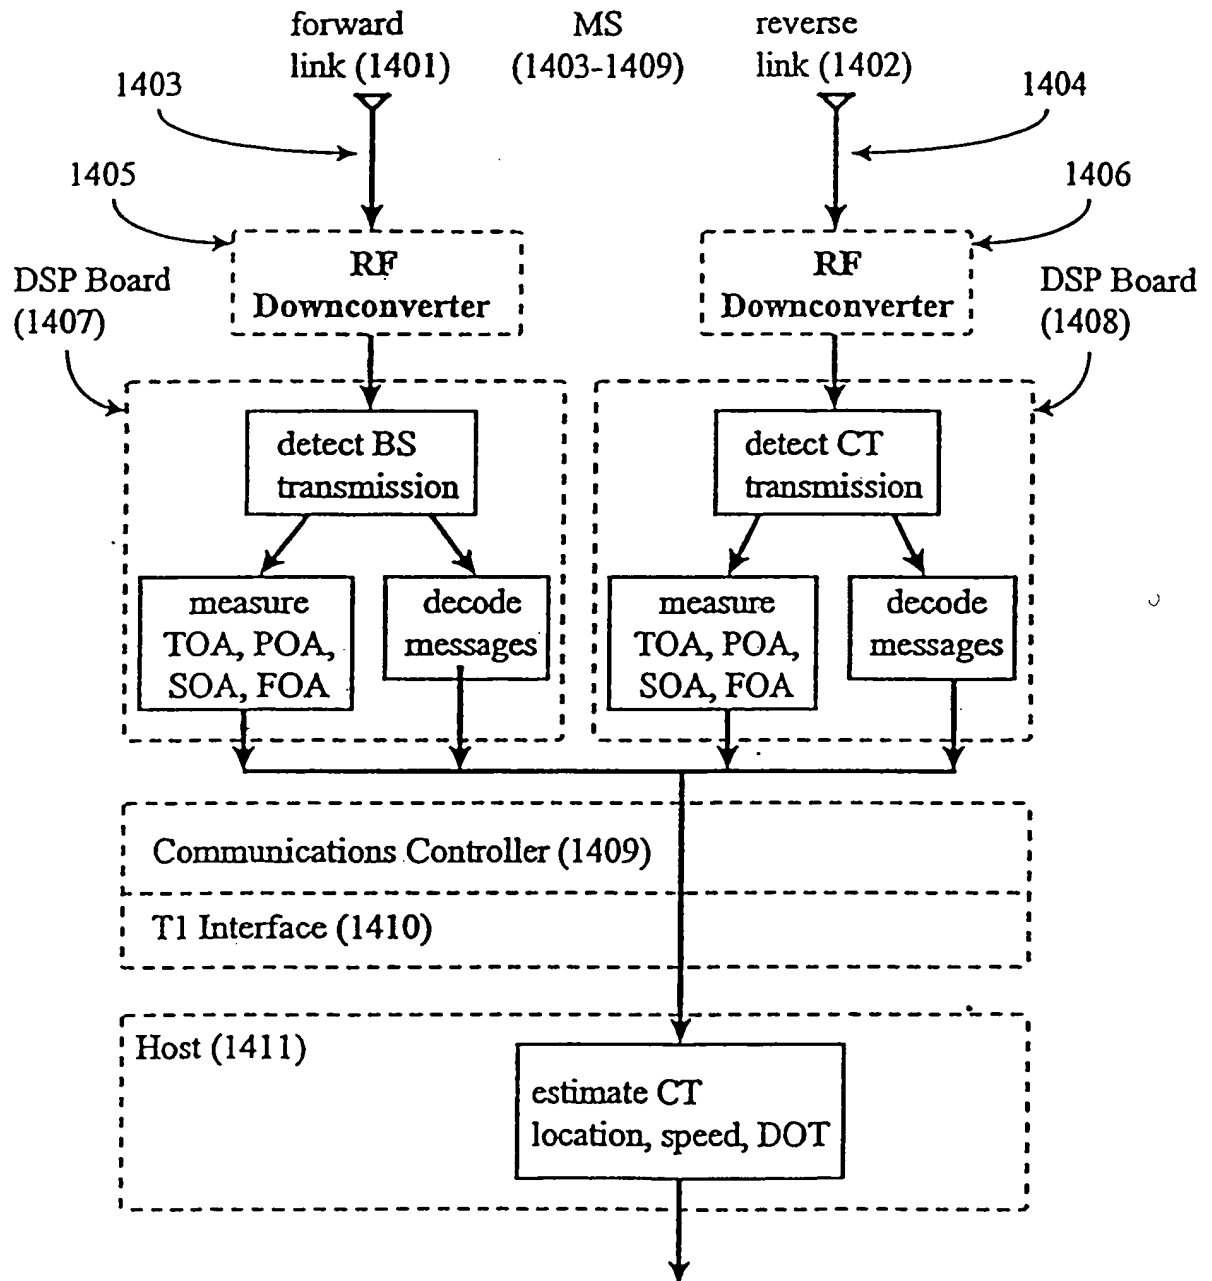 forward
link (1401)
MS
(1403-1409)
reverse
link (1402)
1403
1404
1405
1406
RF
Downconverter
RF
Downconverter
DSP Board
(1407)
DSP Board
(1408)
detect BS
transmission
detect CT
transmission
measure
TOA, POA,
SOA, FOA
decode
messages
measure
TOA, POA,
SOA, FOA
decode
messages
Communications Controller (1409)
T1 Interface (1410)
Host (1411)
estimate CT
location, speed, DOT